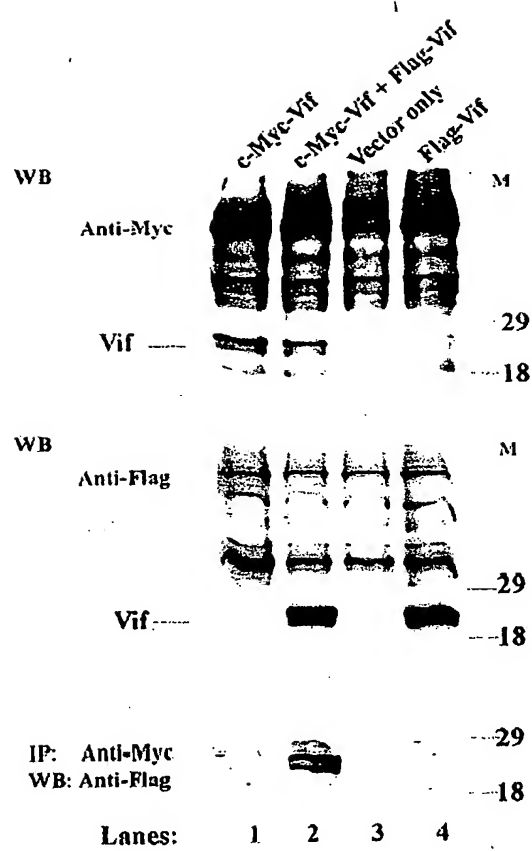 c-Myc-Vif
c-Myc-Vif + Flag-Vif
Vector only
Flag-Vif
WB
M
Anti-Myc
29
Vif
18
WB
M
Anti-Flag
29
Vif
18
29
IP: Anti-Myc
WB: Anti-Flag
18
Lanes: 1 2 3 4